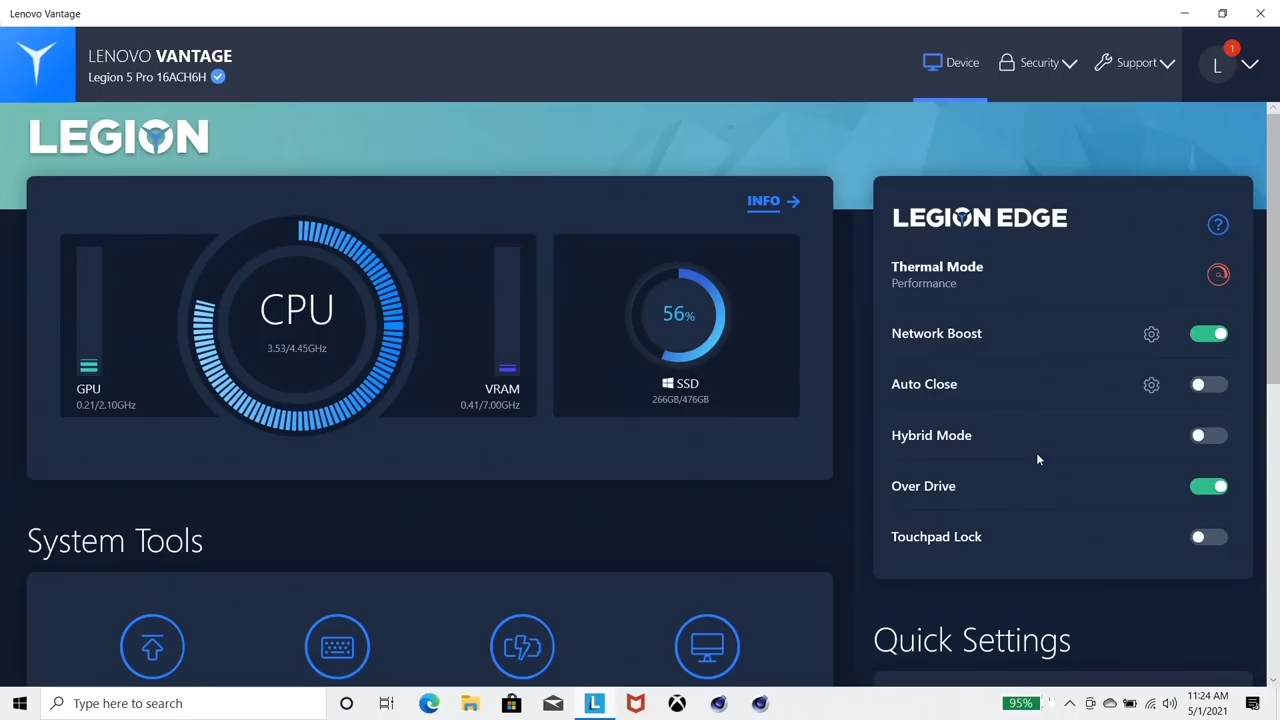 Lenovo Vantage
LENOVO VANTAGE
Legion 5 Pro 16ACH6H
Device
Security
Support
L
1
LEGION
INFO
CPU
3.53/4.45GHz
GPU
0.21/2.10GHz
VRAM
0.41/7.00GHz
56%
SSD
266GB/476GB
LEGION EDGE
?
Thermal Mode
Performance
Network Boost
Auto Close
Hybrid Mode
Over Drive
Touchpad Lock
System Tools
Quick Settings
Type here to search
L
95%
11:24 AM
5/1/2021